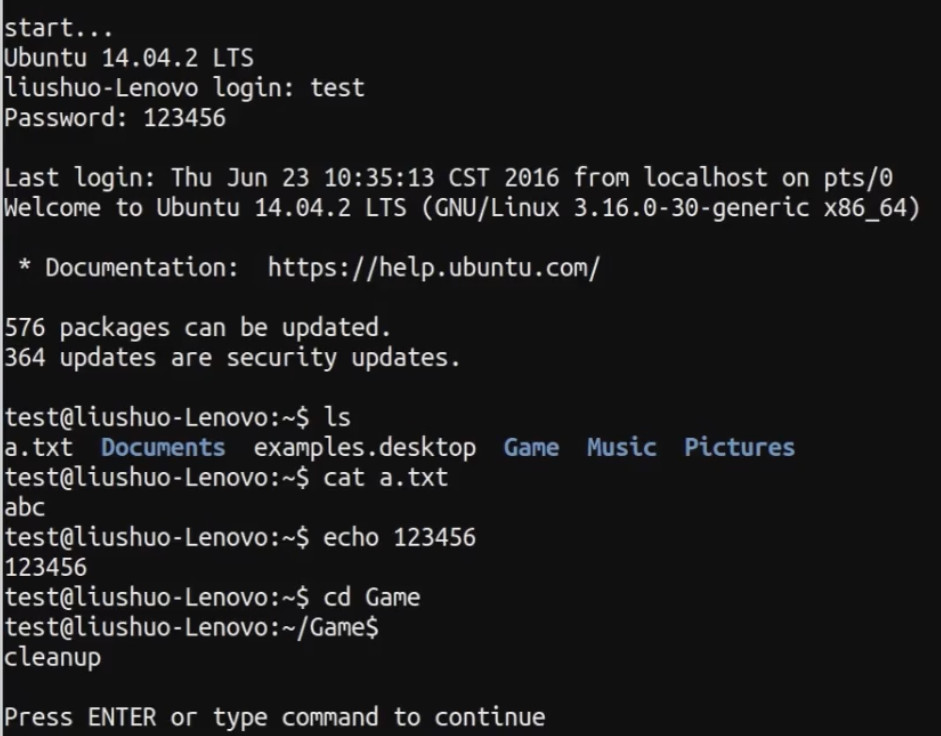 start...
Ubuntu 14.04.2 LTS
liushuo-Lenovo login: test
Password: 123456
Last login: Thu Jun 23 10:35:13 CST 2016 from localhost on pts/0
Welcome to Ubuntu 14.04.2 LTS (GNU/Linux 3.16.0-30-generic x86_64)
* Documentation:  https://help.ubuntu.com/
576 packages can be updated.
364 updates are security updates.
test@liushuo-Lenovo:~$ ls
a.txt  Documents  examples.desktop  Game  Music  Pictures
test@liushuo-Lenovo:~$ cat a.txt
abc
test@liushuo-Lenovo:~$ echo 123456
123456
test@liushuo-Lenovo:~$ cd Game
test@liushuo-Lenovo:~/Game$
cleanup
Press ENTER or type command to continue